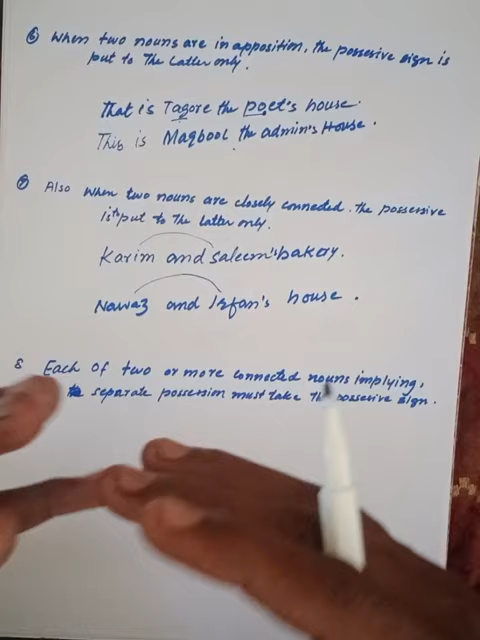 ⑥ When two nouns are in apposition, the possessive sign is
put to The Latter only.
That is Tagore the poet's house.
This is Maqbool the admin's House.
⑦ Also When two nouns are closely connected. the possessive
is put to The latter only.
Karim and Saleem's bakery.
Nawaz and Irfan's house.
8 Each of two or more connected nouns implying,
separate possession must take the possessive sign.